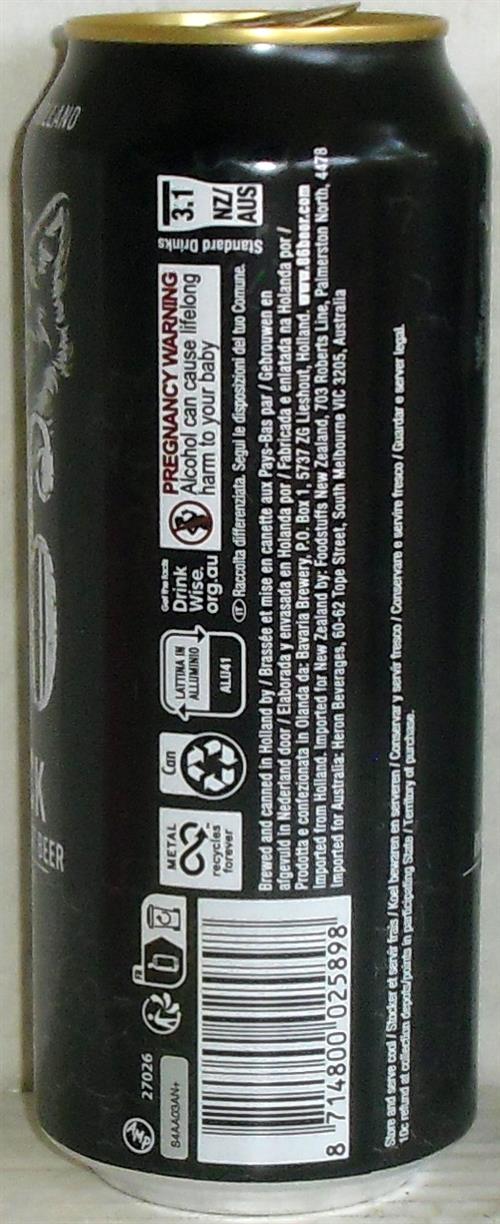 3.1
NZ/
AUS
Standard Drinks
PREGNANCY WARNING
Alcohol can cause lifelong
harm to your baby
Get the facts
Drink
Wise.
org.au
Raccolta differenziata. Segui le disposizioni del tuo Comune.
LATTINA IN
ALLUMINIO
ALU41
Can
METAL
recycles
forever
Brewed and canned in Holland by / Brassée et mise en canette aux Pays-Bas par / Gebrouwen en
afgevuld in Nederland door / Elaborada y envasada en Holanda por / Fabricada e enlatada na Holanda por /
Prodotta e confezionata in Olanda da: Bavaria Brewery, P.O. Box 1, 5737 ZG Lieshout, Holland. www.86beer.com
Imported from Holland. Imported for New Zealand by: Foodstuffs New Zealand, 703 Roberts Line, Palmerston North, 4478
Imported for Australia: Heron Beverages, 60-62 Tope Street, South Melbourne VIC 3205, Australia
FR
27026
84AA03AN+
8 714800 025898
Store and serve cool / Stocker et servir frais / Koel bewaren en serveren / Conservar y servir fresco / Conservare e servire fresco / Guardar e server legal.
10c refund at collection depots/points in participating State / Territory of purchase.
LLAND
K
BEER